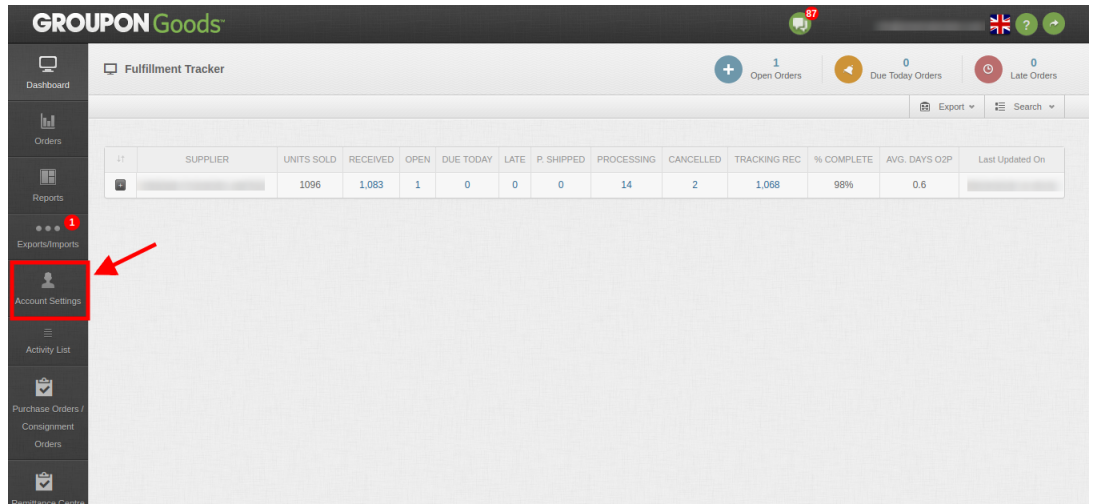 GROUPON Goods™
87
?
Dashboard
Fulfillment Tracker
1
Open Orders
0
Due Today Orders
0
Late Orders
Export
Search
Orders
Reports
1
Exports/Imports
Account Settings
Activity List
Purchase Orders /
Consignment
Orders
Remittance Centre
SUPPLIER UNITS SOLD RECEIVED OPEN DUE TODAY LATE P. SHIPPED PROCESSING CANCELLED TRACKING REC % COMPLETE AVG. DAYS O2P Last Updated On
1096 1,083 1 0 0 0 14 2 1,068 98% 0.6